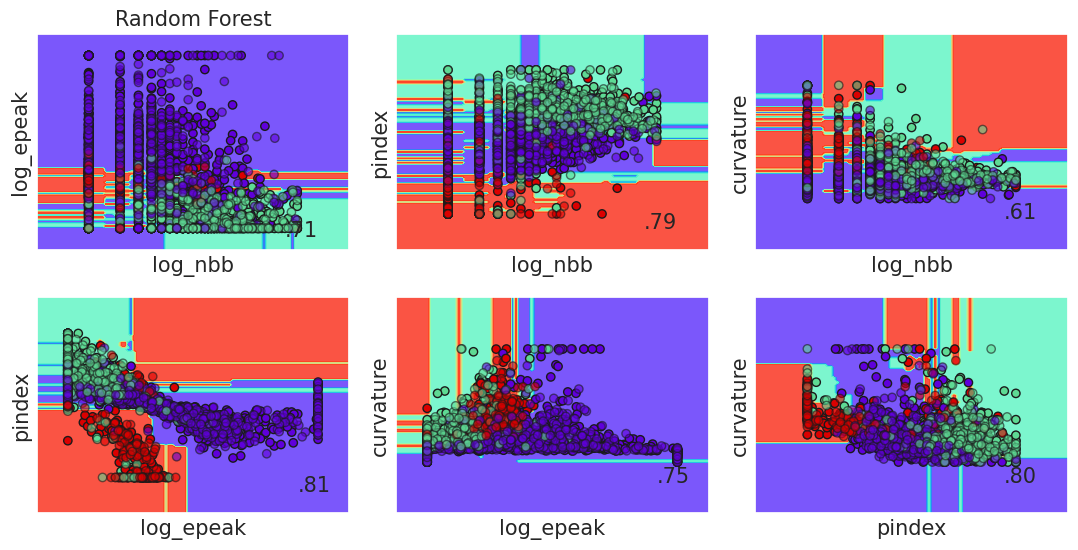 Random Forest
log_epeak
.71
log_nbb
pindex
.79
log_nbb
curvature
.61
log_nbb
pindex
.81
log_epeak
curvature
.75
log_epeak
curvature
.80
pindex